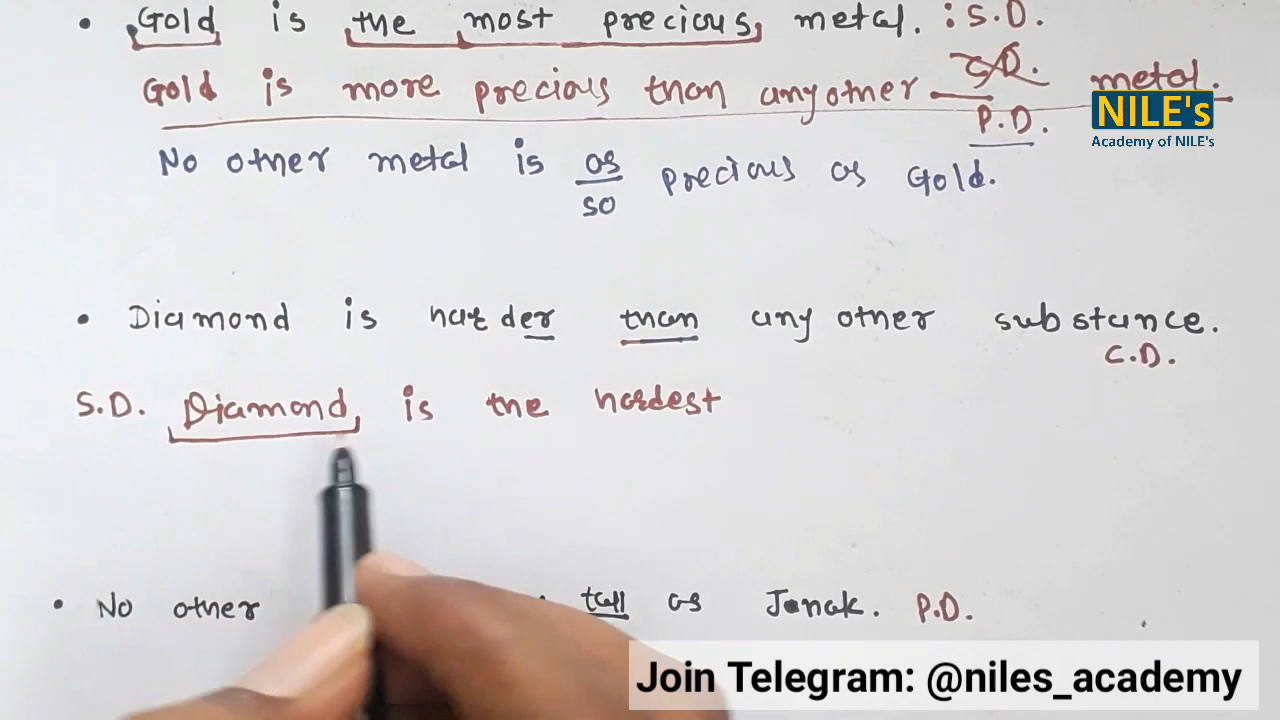 • Gold is the most precious metal. : S.D.
C.D.
Gold is more precious than any other metal.
NILE's
Academy of NILE's
P.D.
No other metal is as precious as Gold.
so
• Diamond is harder than any other substance.
C.D.
S.D. Diamond is the hardest
• No other tall as Janak. P.D.
Join Telegram: @niles_academy